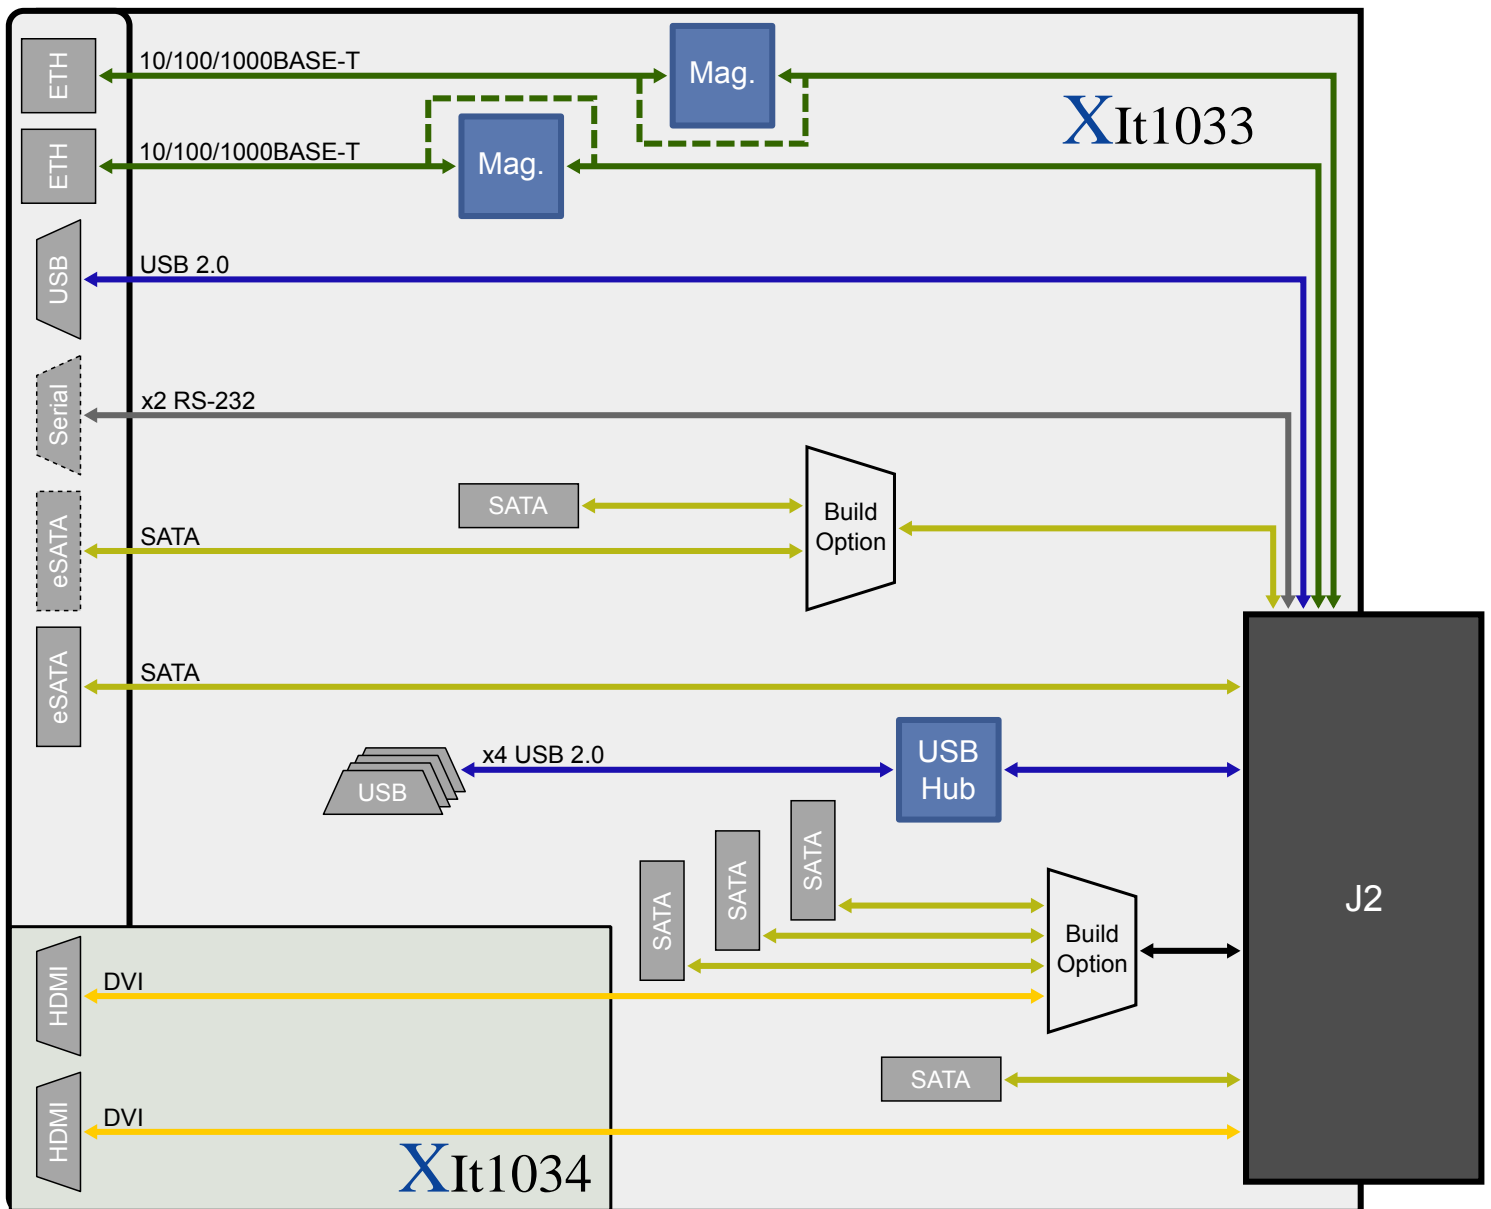 ETH
10/100/1000BASE-T
Mag.
XIt1033
ETH
10/100/1000BASE-T
Mag.
USB
USB 2.0
Serial
x2 RS-232
SATA
Build
Option
eSATA
SATA
eSATA
SATA
USB
x4 USB 2.0
USB
Hub
SATA
SATA
SATA
J2
Build
Option
HDMI
DVI
SATA
HDMI
DVI
XIt1034